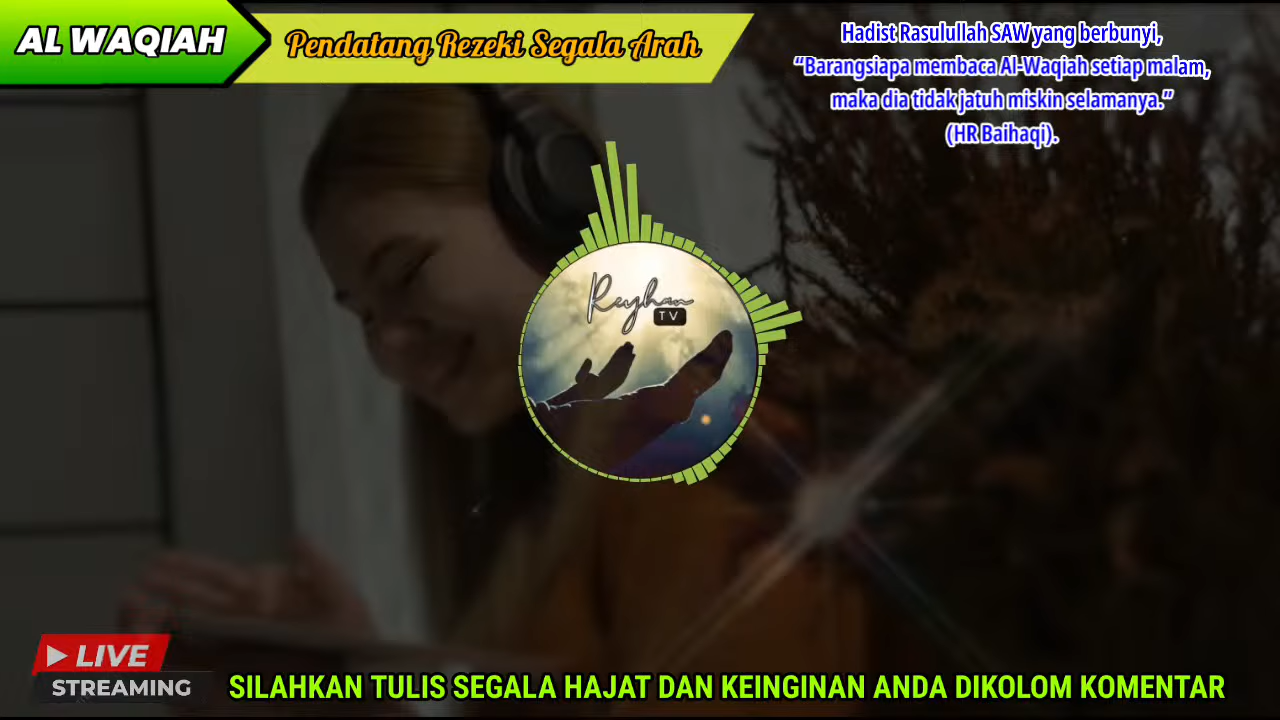 AL WAQIAH
Pendatang Rezeki Segala Arah
Hadist Rasulullah SAW yang berbunyi,
“Barangsiapa membaca Al-Waqiah setiap malam,
maka dia tidak jatuh miskin selamanya.”
(HR Baihaqi).
Reyhan
TV
LIVE
STREAMING
SILAHKAN TULIS SEGALA HAJAT DAN KEINGINAN ANDA DIKOLOM KOMENTAR